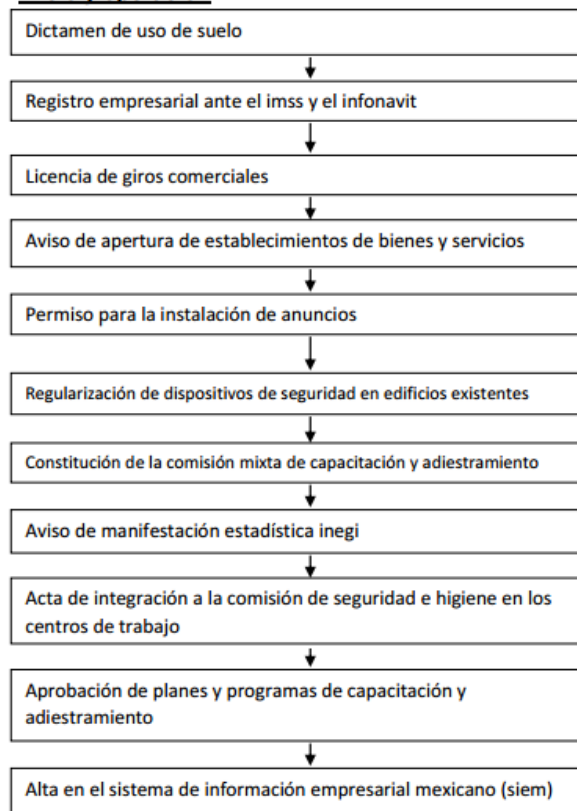 Dictamen de uso de suelo
Registro empresarial ante el imss y el infonavit
Licencia de giros comerciales
Aviso de apertura de establecimientos de bienes y servicios
Permiso para la instalación de anuncios
Regularización de dispositivos de seguridad en edificios existentes
Constitución de la comisión mixta de capacitación y adiestramiento
Aviso de manifestación estadística inegi
Acta de integración a la comisión de seguridad e higiene en los
centros de trabajo
Aprobación de planes y programas de capacitación y
adiestramiento
Alta en el sistema de información empresarial mexicano (siem)